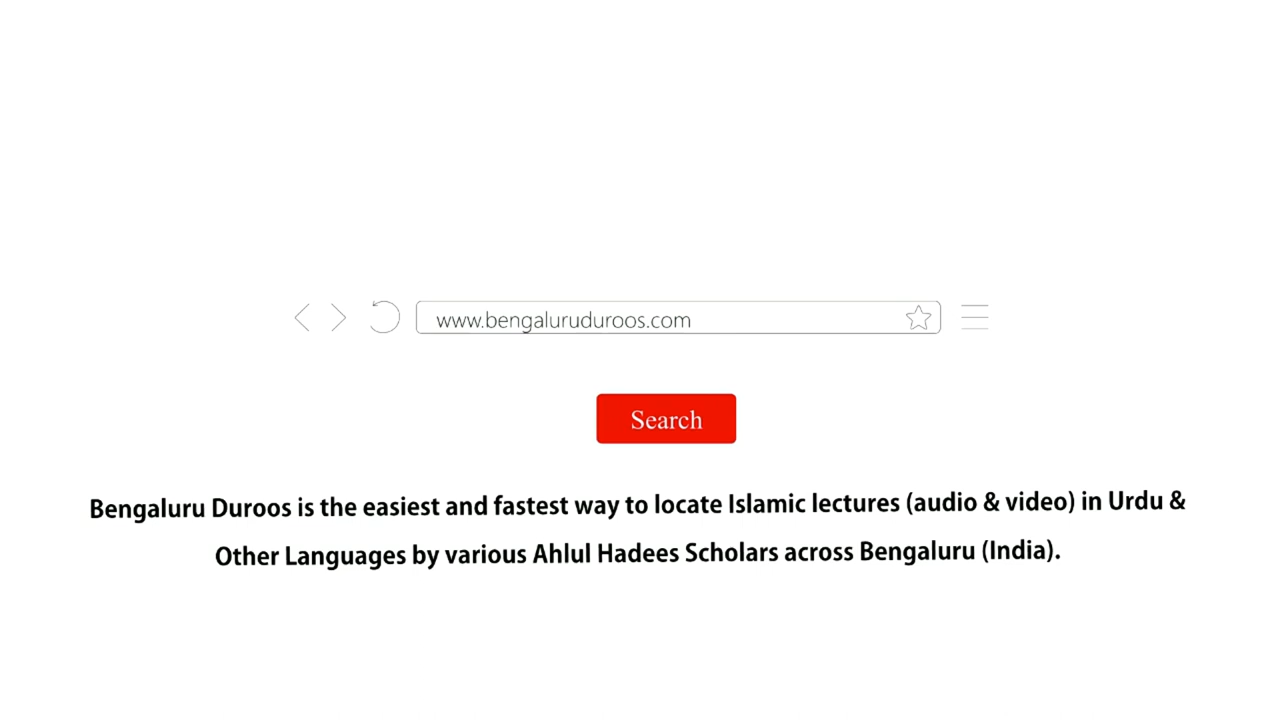 www.bengaluruduroos.com
Search
Bengaluru Duroos is the easiest and fastest way to locate Islamic lectures (audio & video) in Urdu &
Other Languages by various Ahlul Hadees Scholars across Bengaluru (India).